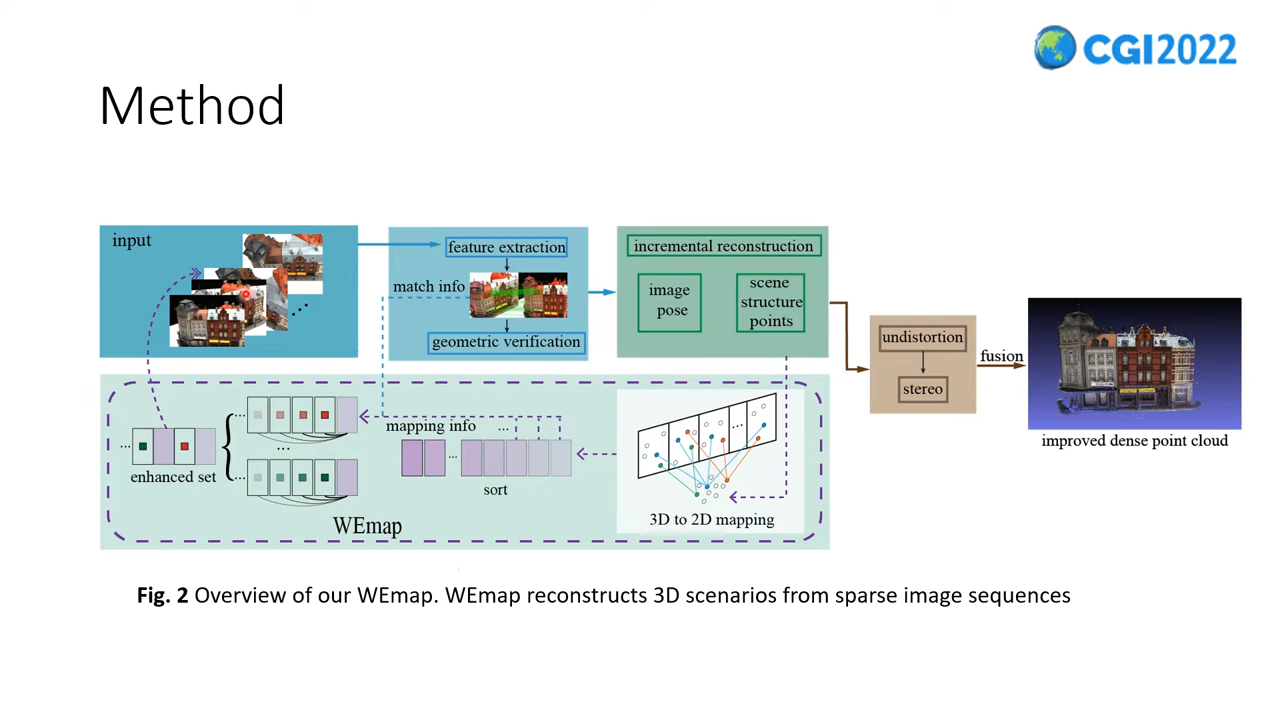 CGI2022
Method
input
feature extraction
match info
geometric verification
incremental reconstruction
image
pose
scene
structure
points
undistortion
stereo
fusion
improved dense point cloud
...
enhanced set
...
...
...
mapping info
...
...
sort
WEmap
...
3D to 2D mapping
Fig. 2 Overview of our WEmap. WEmap reconstructs 3D scenarios from sparse image sequences